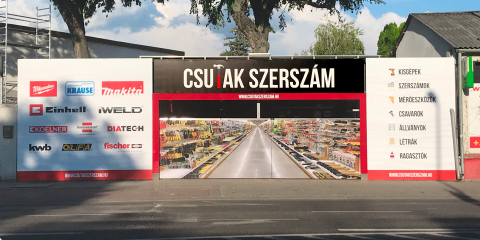 CSUTAK SZERSZÁM
WWW.CSUTAKSZERSZAM.HU
Milwaukee
KRAUSE
Makita
Einhell
iWELD
KOELNER
DIATECH
kwb
OLFA
fischer
KISGÉPEK
SZERSZÁMOK
MÉRŐESZKÖZÖK
CSAVAROK
ÁLLVÁNYOK
LÉTRÁK
RAGASZTÓK
WWW.CSUTAKSZERSZAM.HU
WWW.CSUTAKSZERSZAM.HU